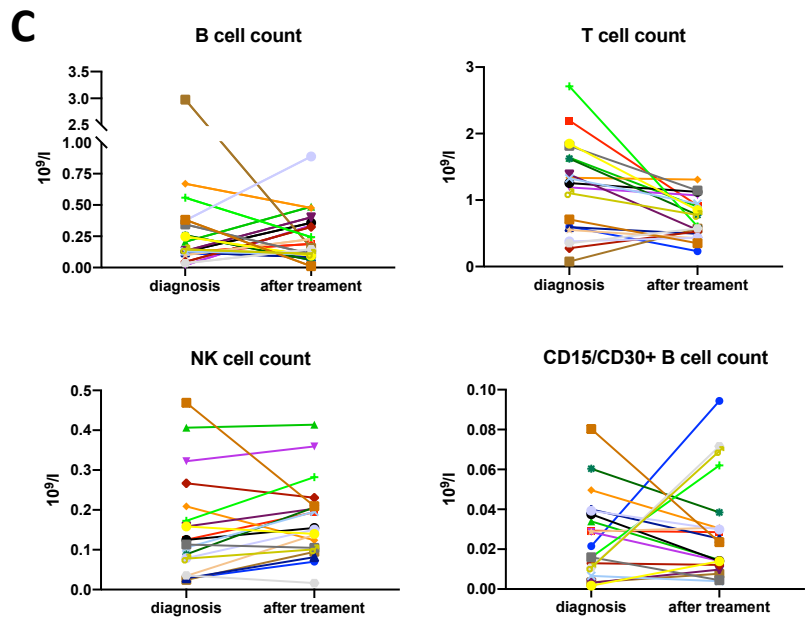 C
B cell count
3.5
3.0
2.5
1.00
0.75
0.50
0.25
0.00
10⁹/l
diagnosis after treament
T cell count
3
2
1
0
10⁹/l
diagnosis after treament
NK cell count
0.5
0.4
0.3
0.2
0.1
0.0
10⁹/l
diagnosis after treament
CD15/CD30+ B cell count
0.10
0.08
0.06
0.04
0.02
0.00
10⁹/l
diagnosis after treament